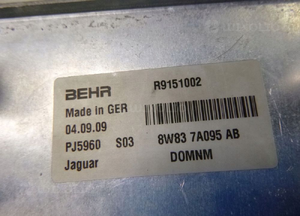 BEHR R9151002
Made in GER
04.09.09
PJ5960 S03 8W83 7A095 AB
Jaguar DOMNM